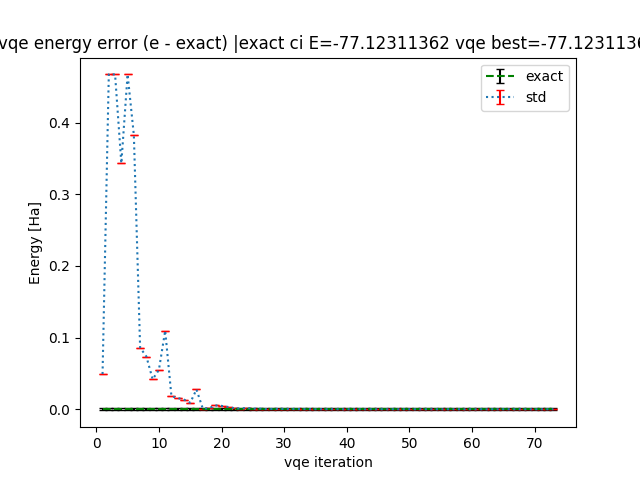 vqe energy error (e - exact) |exact ci E=-77.12311362 vqe best=-77.1231136
exact
std
0.4
0.3
0.2
0.1
0.0
Energy [Ha]
0 10 20 30 40 50 60 70
vqe iteration